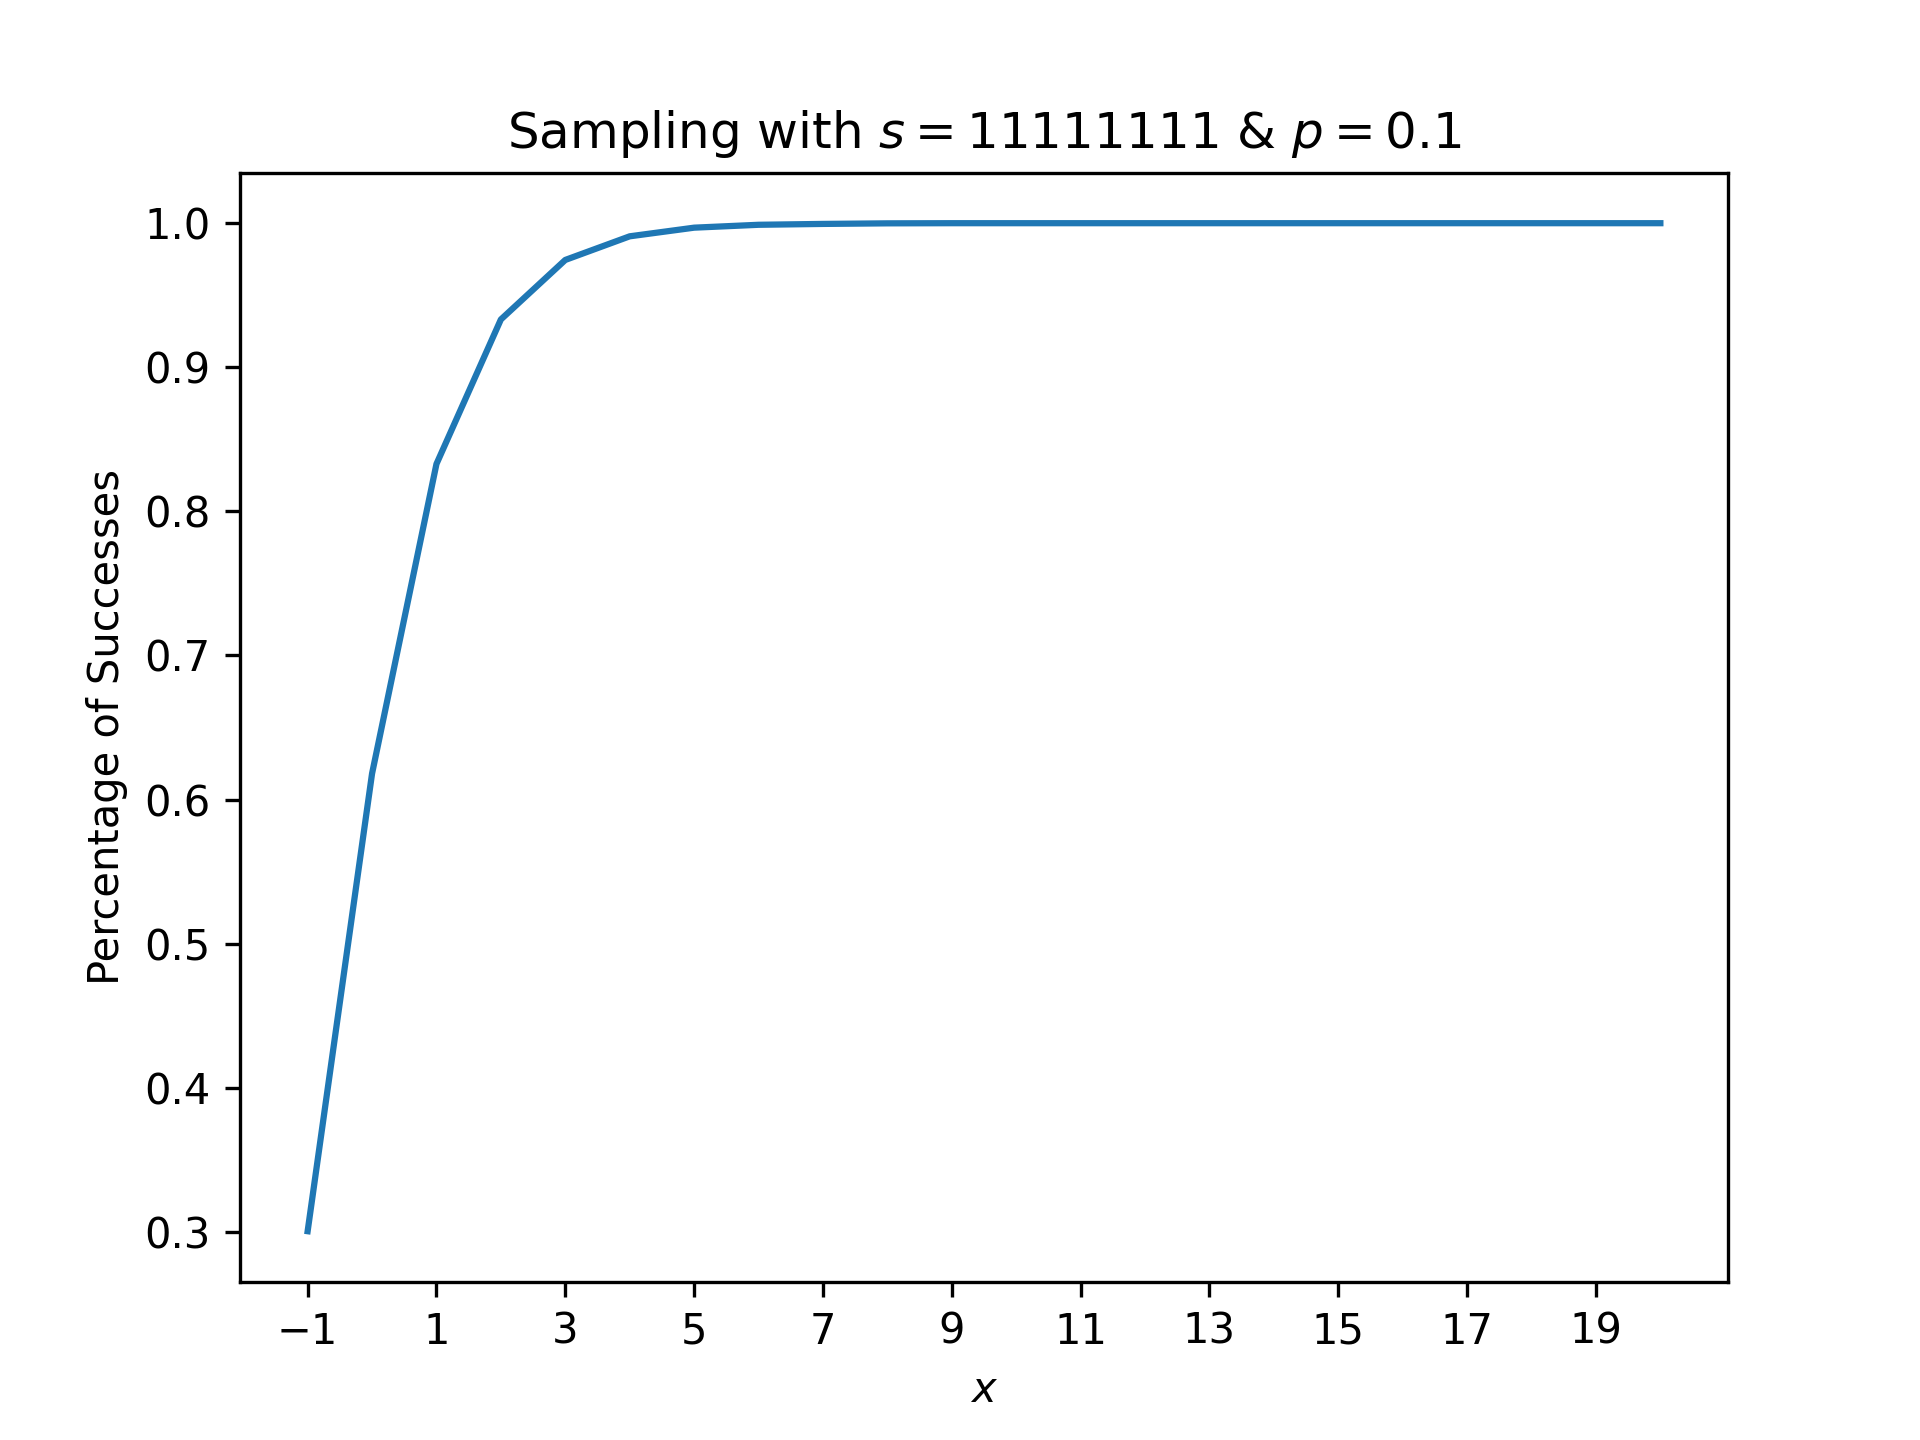 Sampling with s = 11111111 & p = 0.1
Percentage of Successes
1.0
0.9
0.8
0.7
0.6
0.5
0.4
0.3
−1 1 3 5 7 9 11 13 15 17 19
x